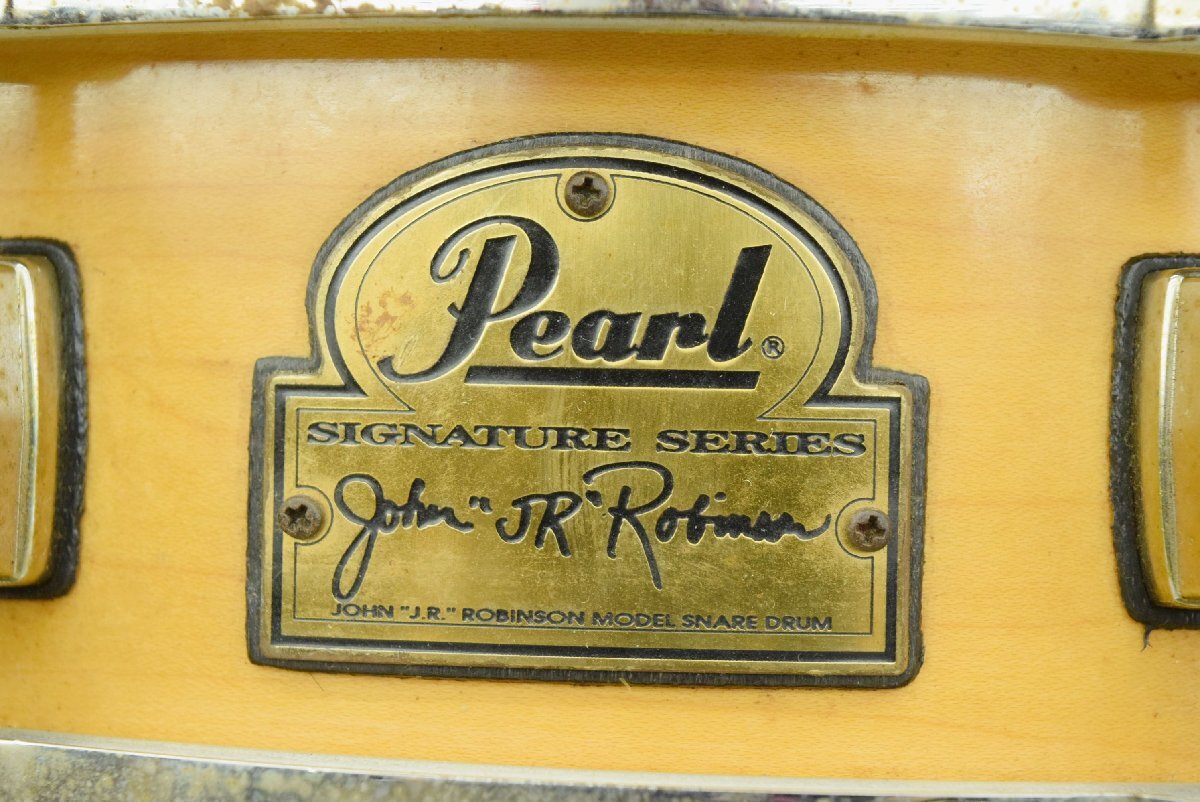 Pearl®
SIGNATURE SERIES
John "JR" Robinson
JOHN "J.R." ROBINSON MODEL SNARE DRUM